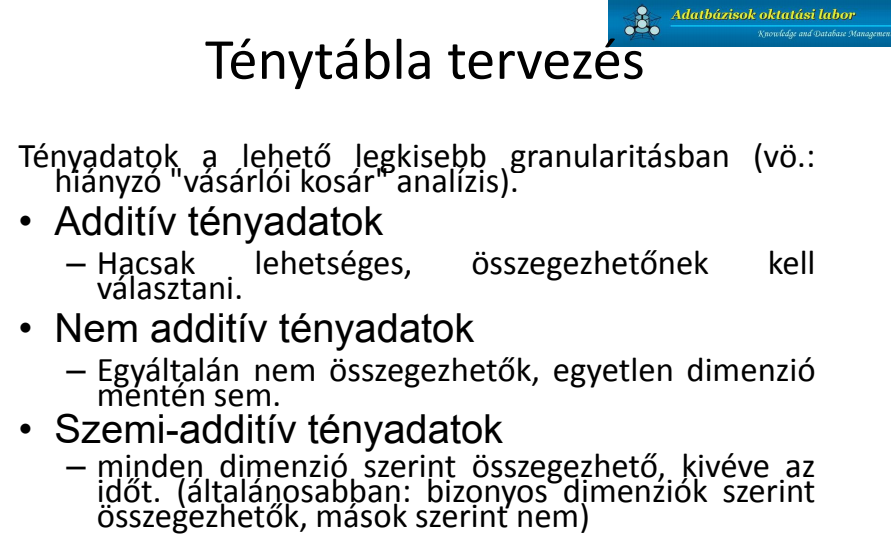 Adatbázisok oktatási labor
Knowledge and Database Managemen
Ténytábla tervezés
Tényadatok a lehető legkisebb granularitásban (vö.:
hiányzó "vásárlói kosár" analízis).
• Additív tényadatok
– Hacsak lehetséges, összegezhetőnek kell
választani.
• Nem additív tényadatok
– Egyáltalán nem összegezhetők, egyetlen dimenzió
mentén sem.
• Szemi-additív tényadatok
– minden dimenzió szerint összegezhető, kivéve az
időt. (általánosabban: bizonyos dimenziók szerint
összegezhetők, mások szerint nem)